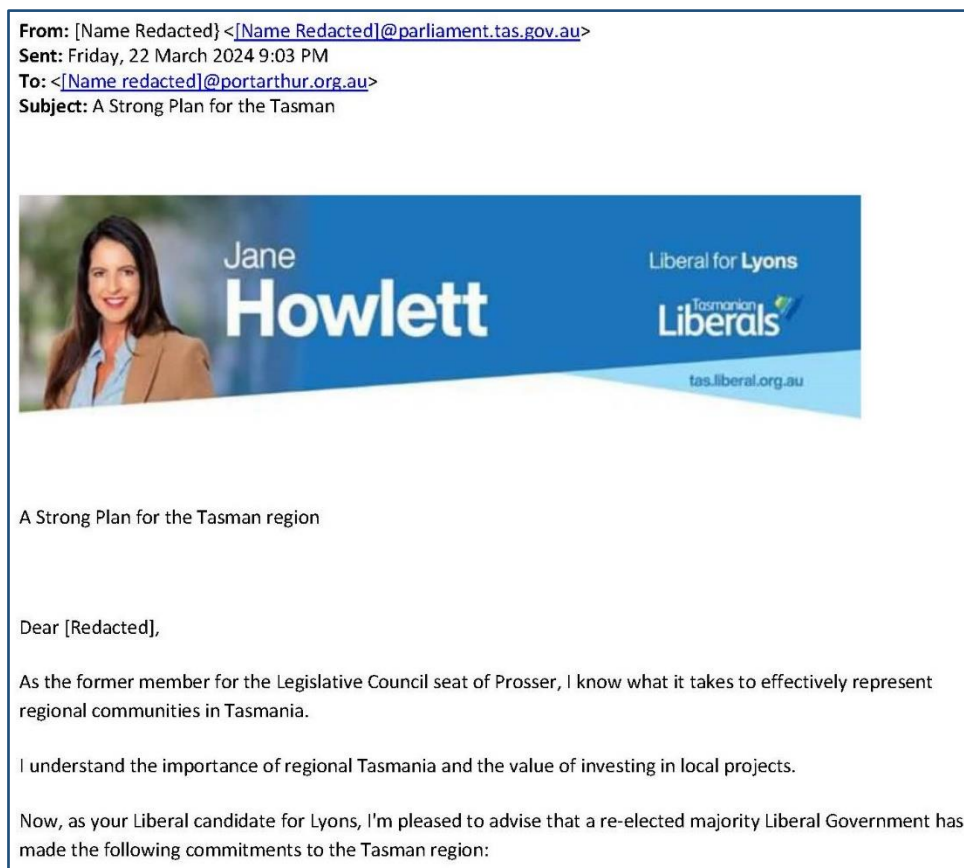 From: [Name Redacted} <[Name Redacted]@parliament.tas.gov.au>
Sent: Friday, 22 March 2024 9:03 PM
To: <[Name redacted]@portarthur.org.au>
Subject: A Strong Plan for the Tasman
Jane
Howlett
Liberal for Lyons
Tasmanian
Liberals
tas.liberal.org.au
A Strong Plan for the Tasman region
Dear [Redacted],
As the former member for the Legislative Council seat of Prosser, I know what it takes to effectively represent
regional communities in Tasmania.
I understand the importance of regional Tasmania and the value of investing in local projects.
Now, as your Liberal candidate for Lyons, I'm pleased to advise that a re-elected majority Liberal Government has
made the following commitments to the Tasman region: